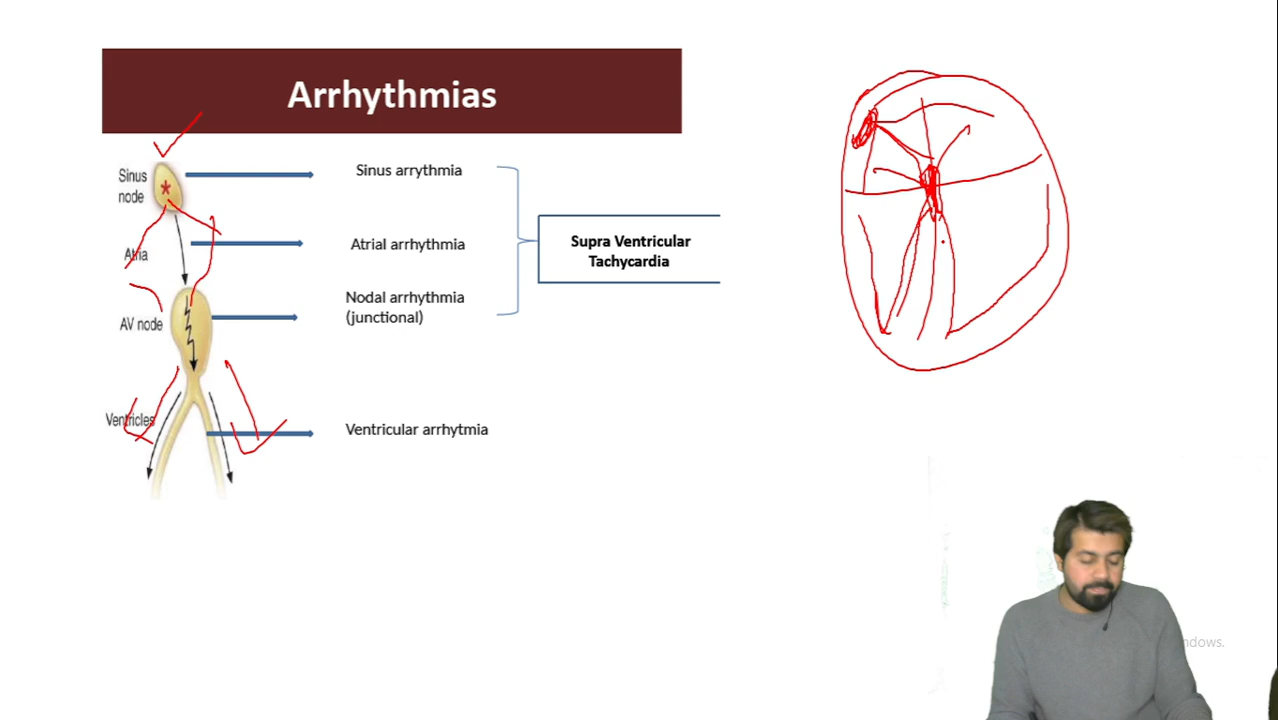 Arrhythmias
Sinus
node
Sinus arrythmia
Atria
Atrial arrhythmia
Supra Ventricular
Tachycardia
Nodal arrhythmia
(junctional)
AV node
Ventricles
Ventricular arrhytmia
ndows.